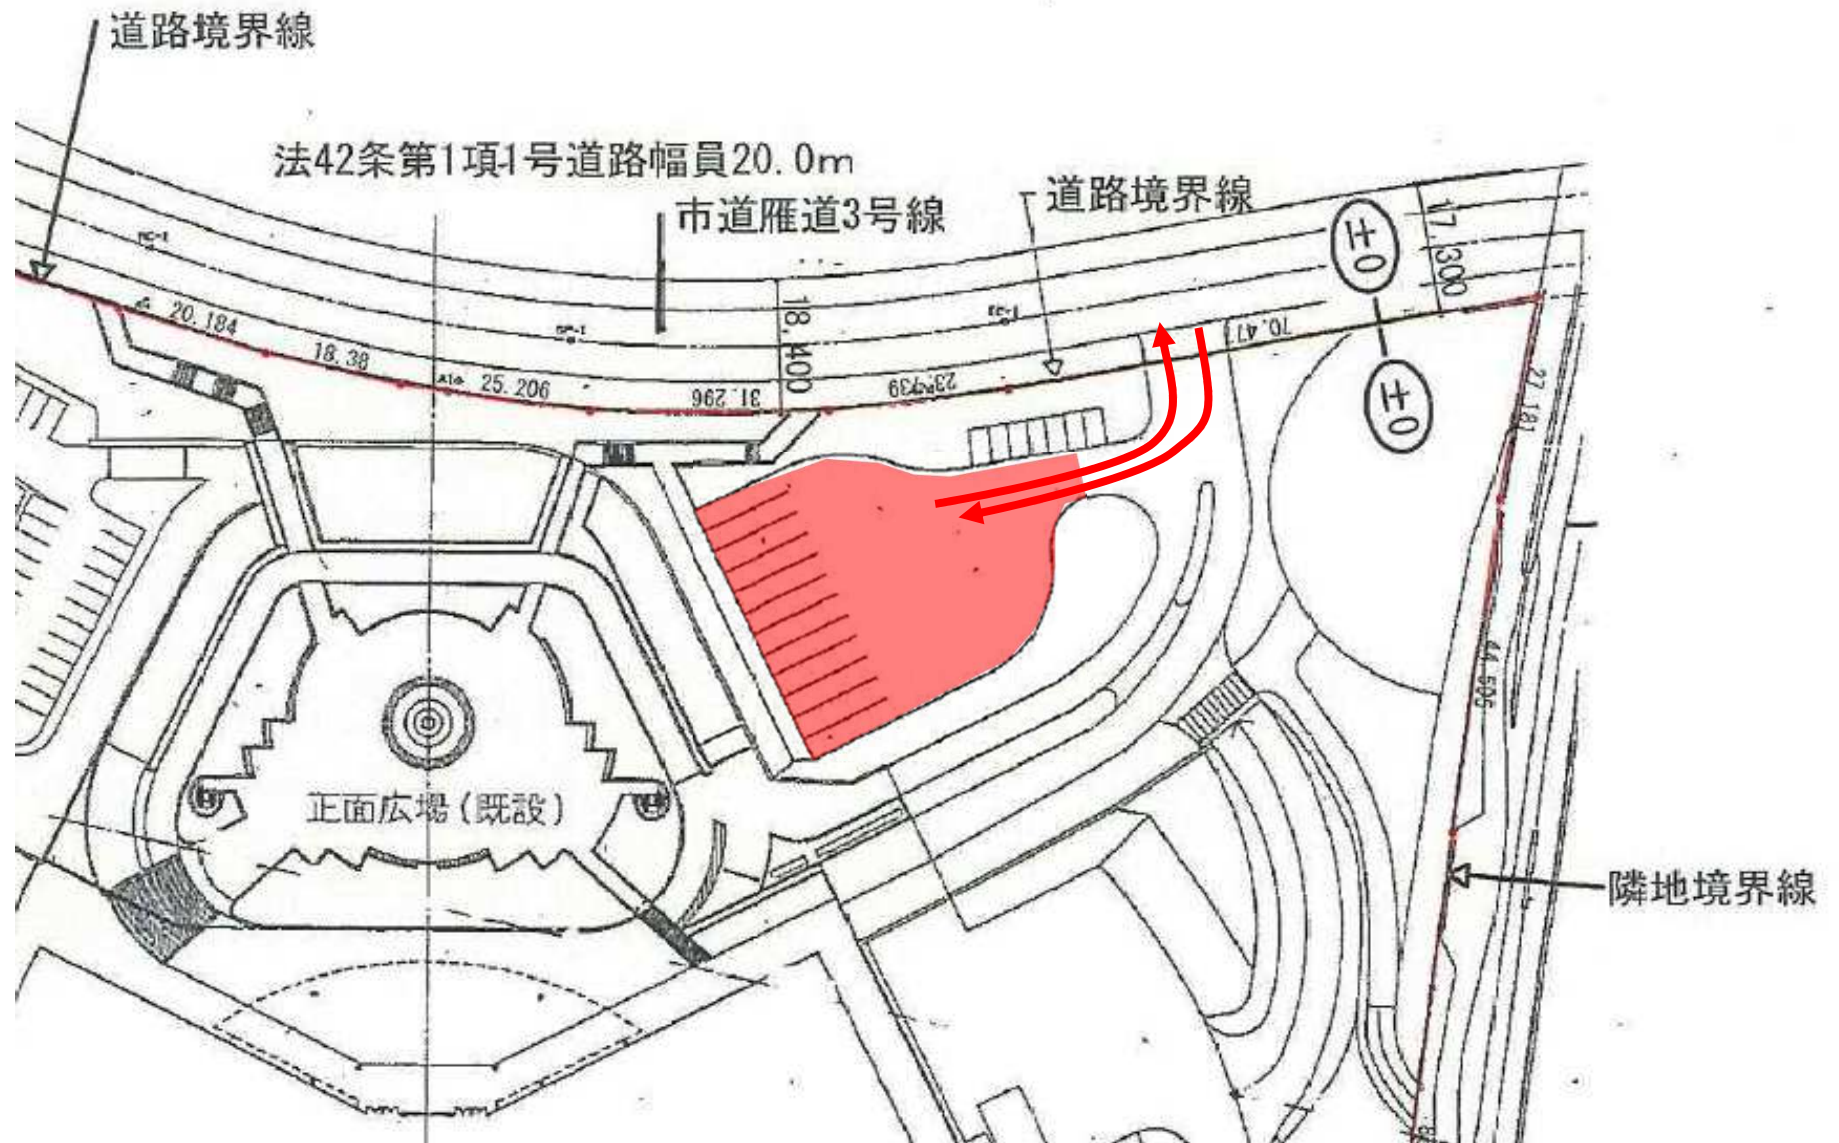 道路境界線
法42条第1項1号道路幅員20.0m
市道雁道3号線
道路境界線
17.300
±0
±0
18.400
20.184
18.38
25.206
31.296
23.939
70.47
27.181
44.505
正面広場(既設)
隣地境界線